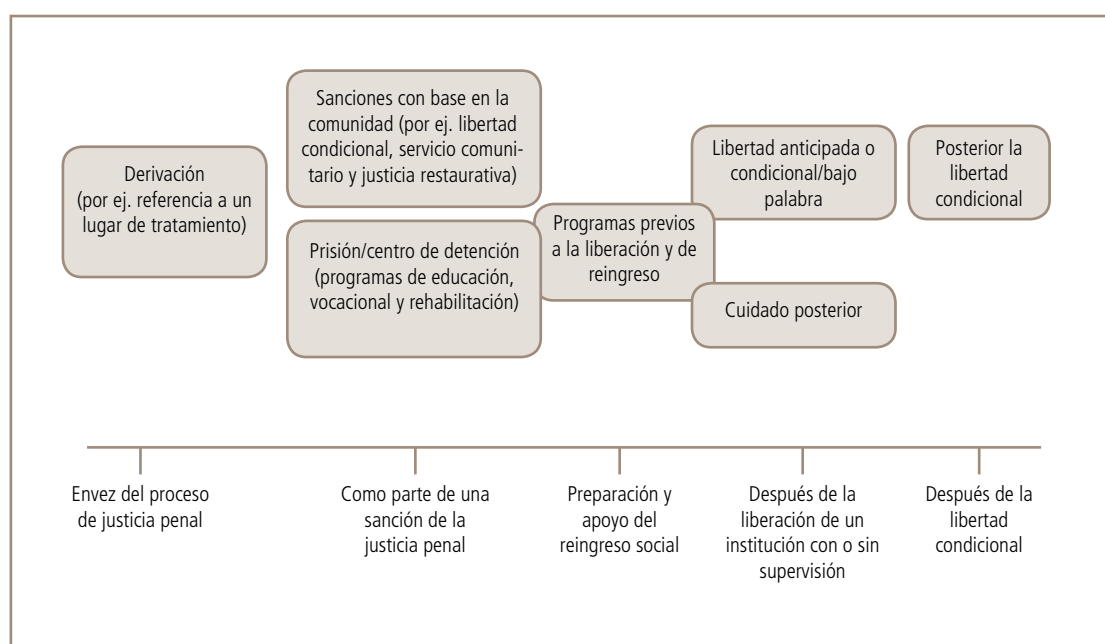 Derivación
(por ej. referencia a un
lugar de tratamiento)
Sanciones con base en la
comunidad (por ej. libertad
condicional, servicio comuni-
tario y justicia restaurativa)
Prisión/centro de detención
(programas de educación,
vocacional y rehabilitación)
Programas previos
a la liberación y de
reingreso
Libertad anticipada o
condicional/bajo
palabra
Cuidado posterior
Posterior la
libertad
condicional
Envez del proceso
de justicia penal
Como parte de una
sanción de la
justicia penal
Preparación y
apoyo del
reingreso social
Después de la
liberación de un
institución con o sin
supervisión
Después de la
libertad
condicional